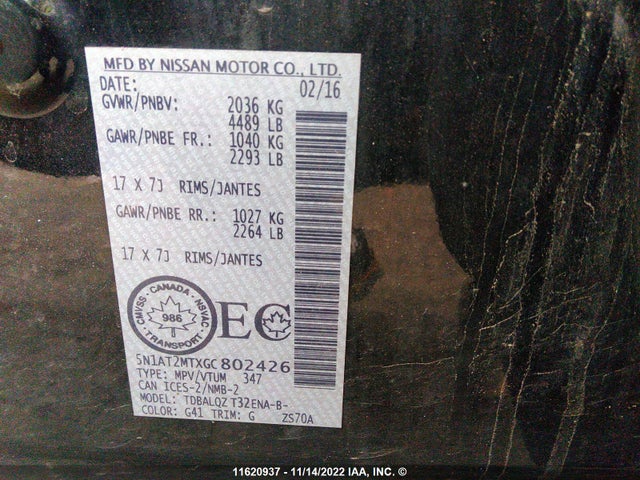 MFD BY NISSAN MOTOR CO., LTD.
DATE: 02/16
GVWR/PNBV: 2036 KG
4489 LB
GAWR/PNBE FR.: 1040 KG
2293 LB
17 X 7J RIMS/JANTES
GAWR/PNBE RR.: 1027 KG
2264 LB
17 X 7J RIMS/JANTES
CANADA
CMVSS 986 NSVAC
TRANSPORT
EC
5N1AT2MTXGC802426
TYPE: MPV/VTUM 347
CAN ICES-2/NMB-2
MODEL: TDBALQZ T32ENA-B-
COLOR: G41 TRIM: G ZS70A
11620937 - 11/14/2022 IAA, INC. ©